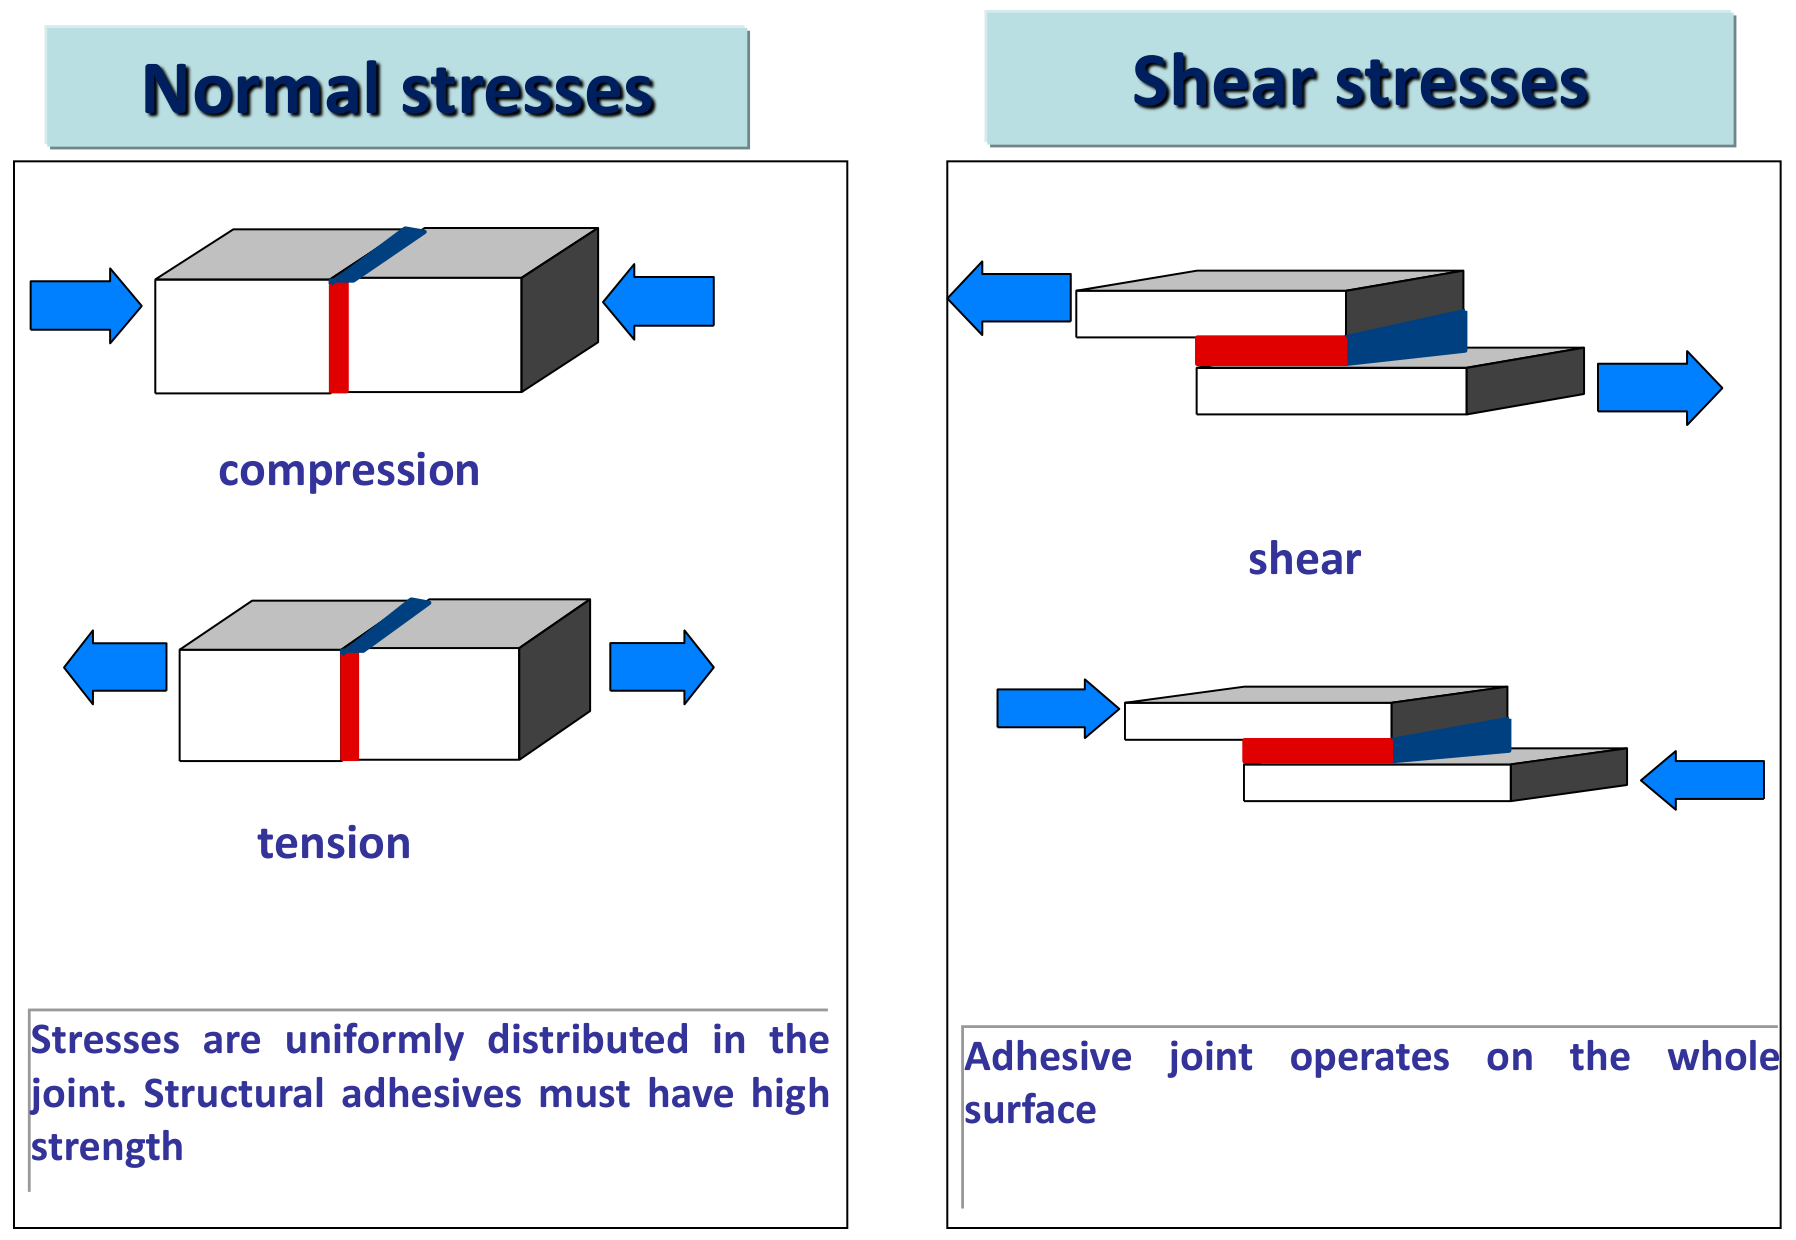 Normal stresses
compression
tension
Stresses are uniformly distributed in the
joint. Structural adhesives must have high
strength
Shear stresses
shear
Adhesive joint operates on the whole
surface